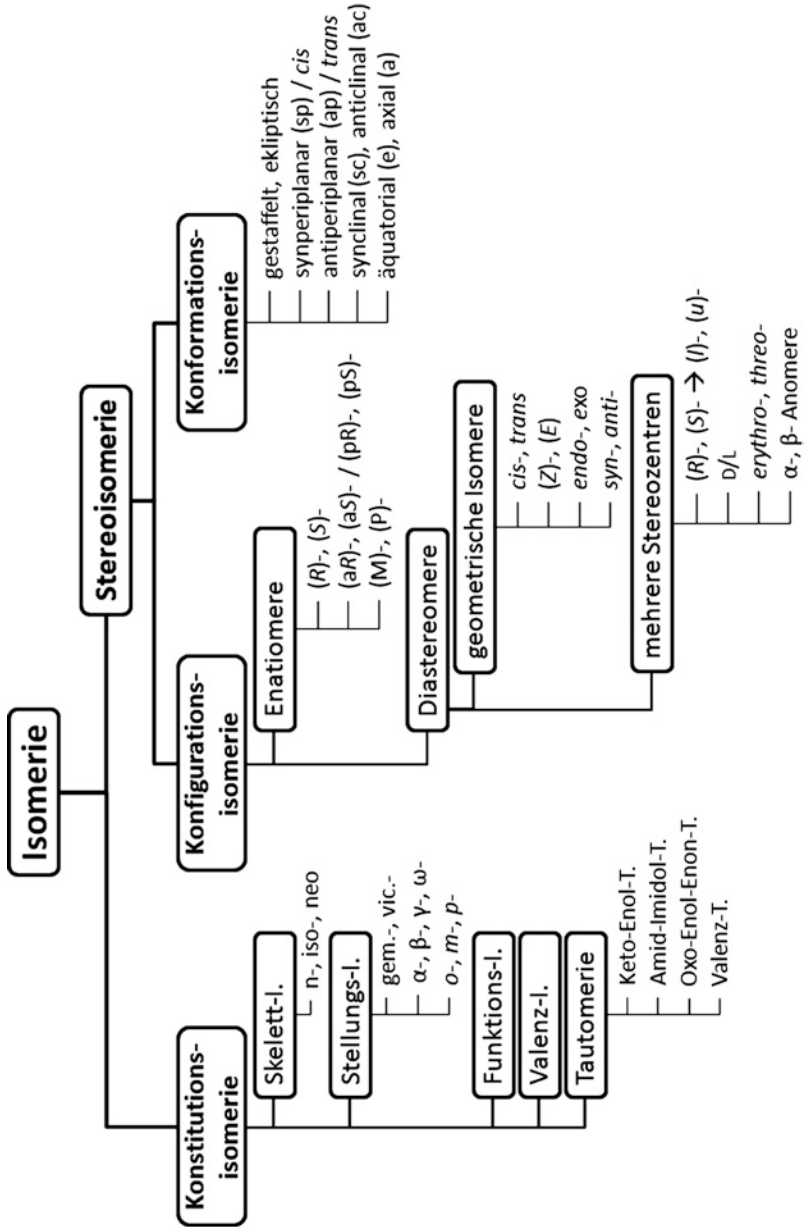 Isomerie
Konstitutions-
isomerie
Skelett-I.
n-, iso-, neo
Stellungs-I.
gem.-, vic.-
α-, β-, γ-, ω-
o-, m-, p-
Funktions-I.
Valenz-I.
Tautomerie
Keto-Enol-T.
Amid-Imidol-T.
Oxo-Enol-Enon-T.
Valenz-T.
Stereoisomerie
Konfigurations-
isomerie
Enatiomere
(R)-, (S)-
(aR)-, (aS)- / (pR)-, (pS)-
(M)-, (P)-
Diastereomere
geometrische Isomere
cis-, trans
(Z)-, (E)
endo-, exo
syn-, anti-
mehrere Stereozentren
(R)-, (S)- → (l)-, (u)-
D/L
erythro-, threo-
α-, β- Anomere
Konformations-
isomerie
gestaffelt, ekliptisch
synperiplanar (sp) / cis
antiperiplanar (ap) / trans
synclinal (sc), anticlinal (ac)
äquatorial (e), axial (a)